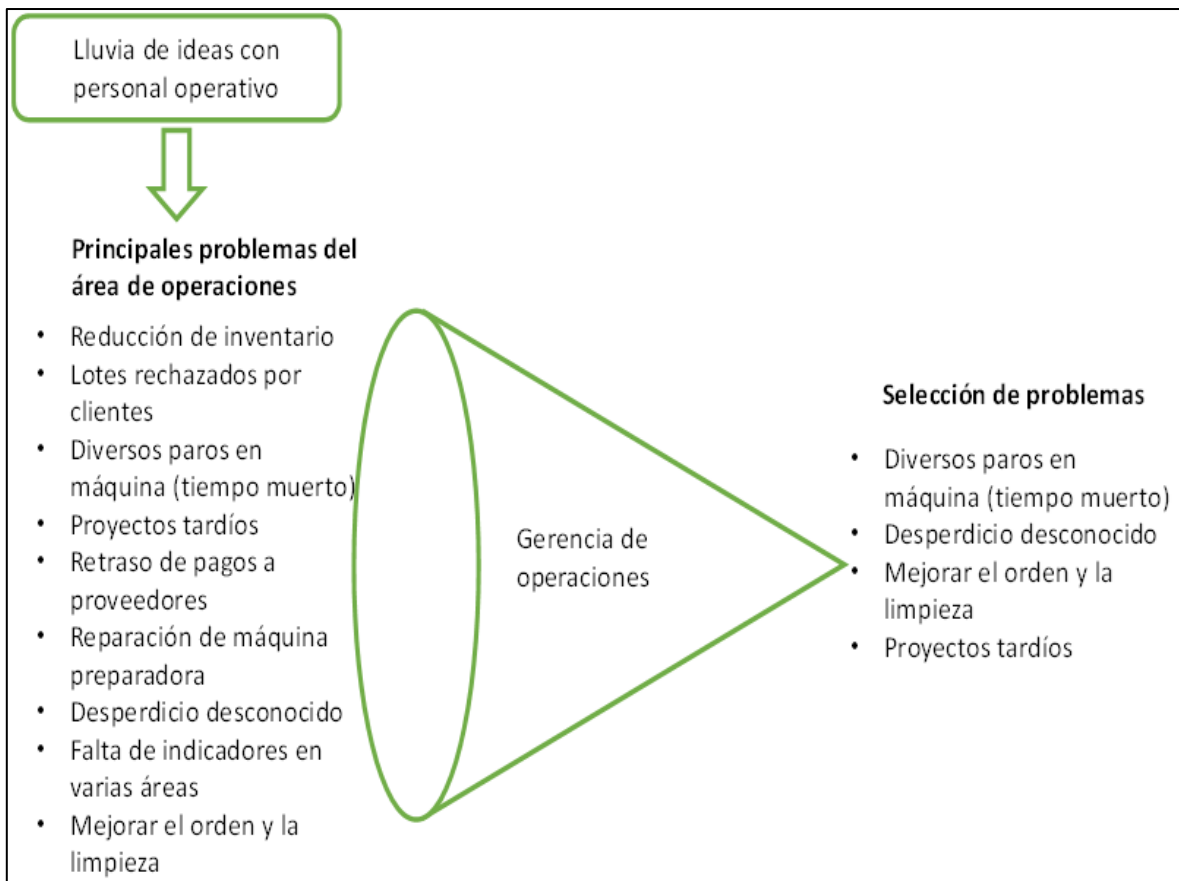 Lluvia de ideas con
personal operativo
Principales problemas del
área de operaciones
• Reducción de inventario
• Lotes rechazados por
clientes
• Diversos paros en
máquina (tiempo muerto)
• Proyectos tardíos
• Retraso de pagos a
proveedores
• Reparación de máquina
preparadora
• Desperdicio desconocido
• Falta de indicadores en
varias áreas
• Mejorar el orden y la
limpieza
Gerencia de
operaciones
Selección de problemas
• Diversos paros en
máquina (tiempo muerto)
• Desperdicio desconocido
• Mejorar el orden y la
limpieza
• Proyectos tardíos